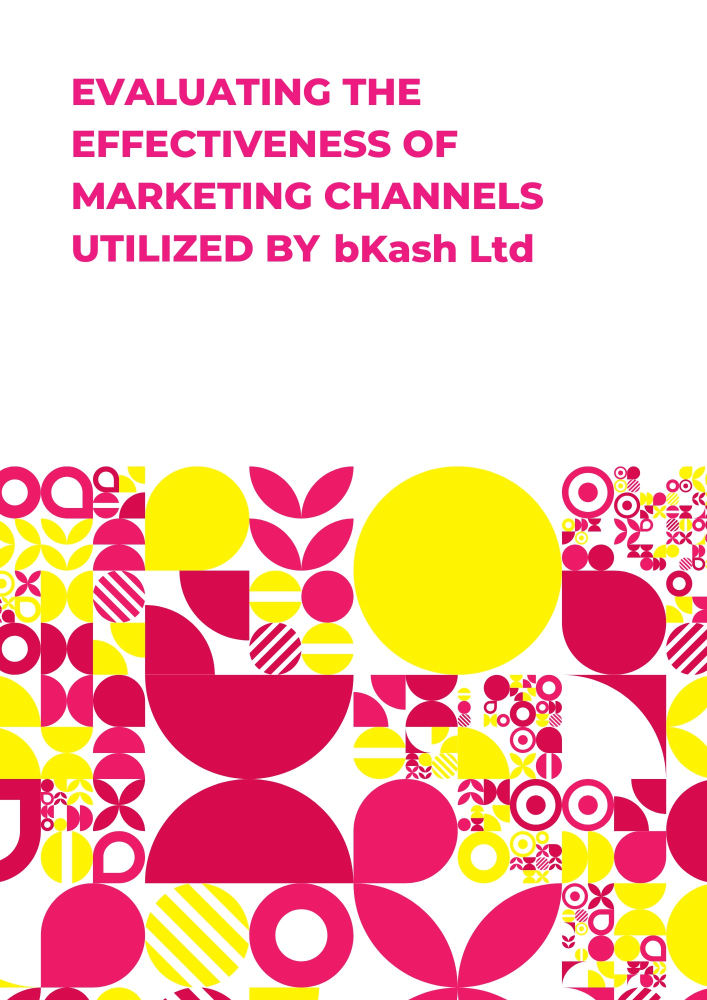 EVALUATING THE
EFFECTIVENESS OF
MARKETING CHANNELS
UTILIZED BY bKash Ltd